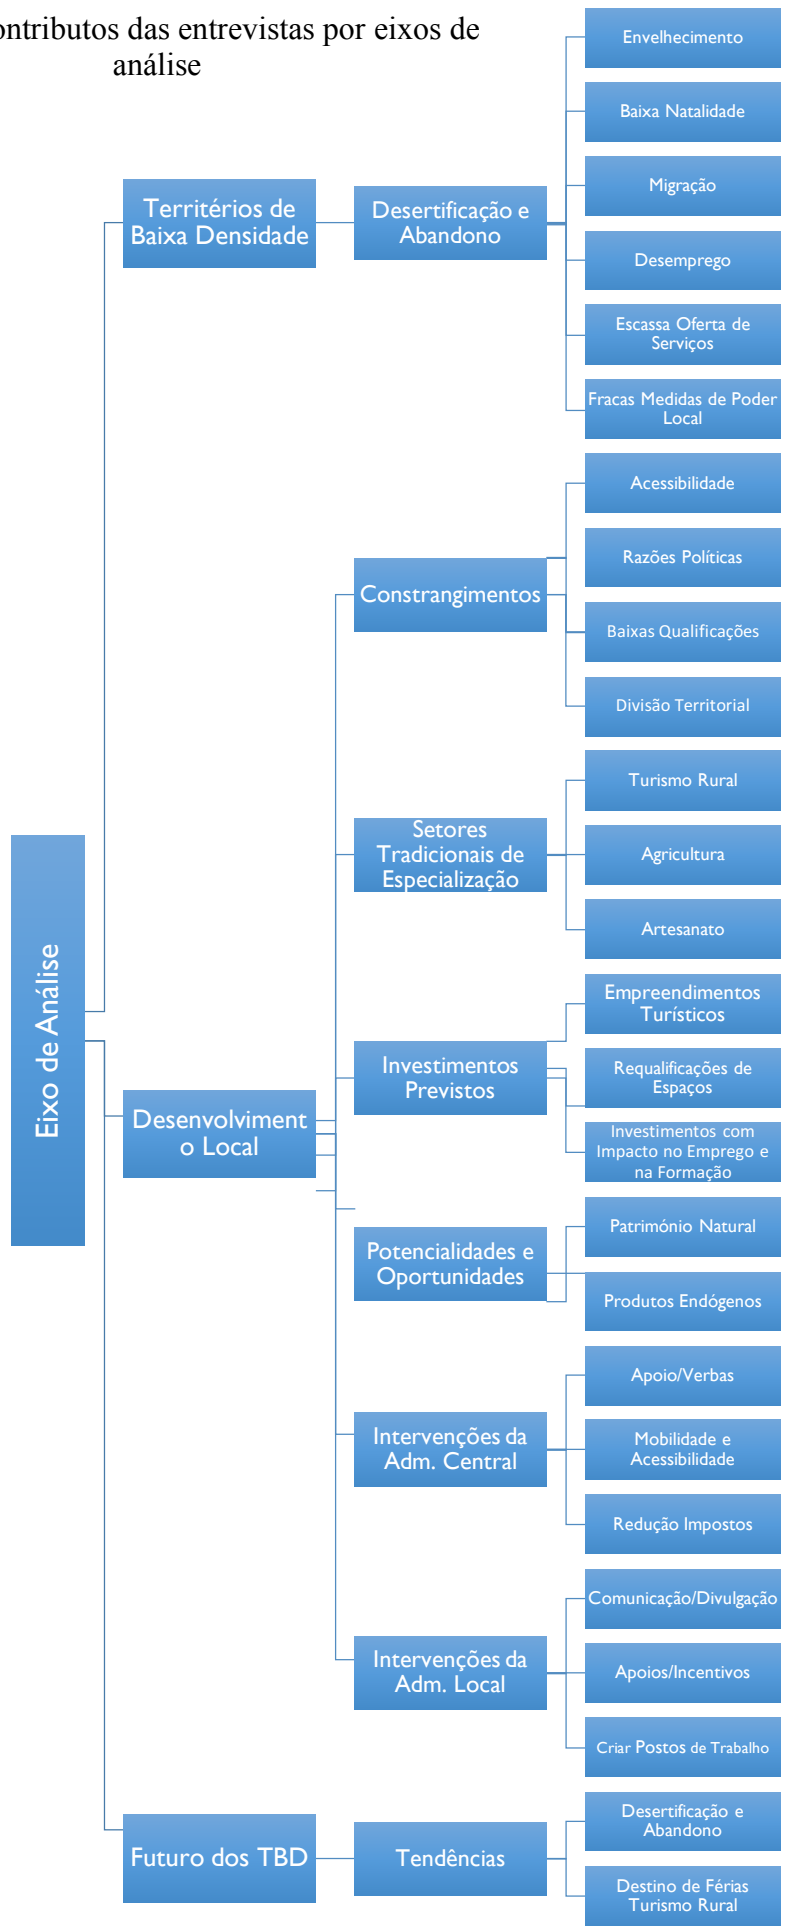 ontributos das entrevistas por eixos de
análise
Eixo de Análise
Territérios de
Baixa Densidade
Desertificação e
Abandono
Envelhecimento
Baixa Natalidade
Migração
Desemprego
Escassa Oferta de
Serviços
Fracas Medidas de Poder
Local
Desenvolviment
o Local
Constrangimentos
Acessibilidade
Razões Políticas
Baixas Qualificações
Divisão Territorial
Setores
Tradicionais de
Especialização
Turismo Rural
Agricultura
Artesanato
Investimentos
Previstos
Empreendimentos
Turísticos
Requalificações de
Espaços
Investimentos com
Impacto no Emprego e
na Formação
Potencialidades e
Oportunidades
Património Natural
Produtos Endógenos
Intervenções da
Adm. Central
Apoio/Verbas
Mobilidade e
Acessibilidade
Redução Impostos
Intervenções da
Adm. Local
Comunicação/Divulgação
Apoios/Incentivos
Criar Postos de Trabalho
Futuro dos TBD
Tendências
Desertificação e
Abandono
Destino de Férias
Turismo Rural